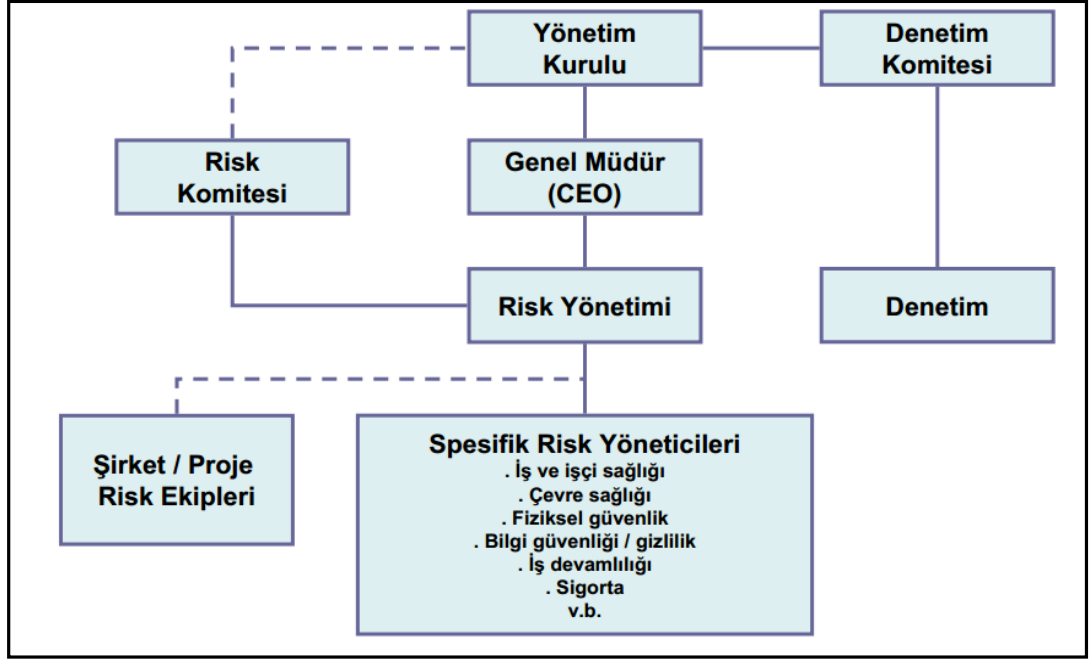 Yönetim
Kurulu
Denetim
Komitesi
Risk
Komitesi
Genel Müdür
(CEO)
Risk Yönetimi
Denetim
Şirket / Proje
Risk Ekipleri
Spesifik Risk Yöneticileri
. İş ve işçi sağlığı
. Çevre sağlığı
. Fiziksel güvenlik
. Bilgi güvenliği / gizlilik
. İş devamlılığı
. Sigorta
v.b.